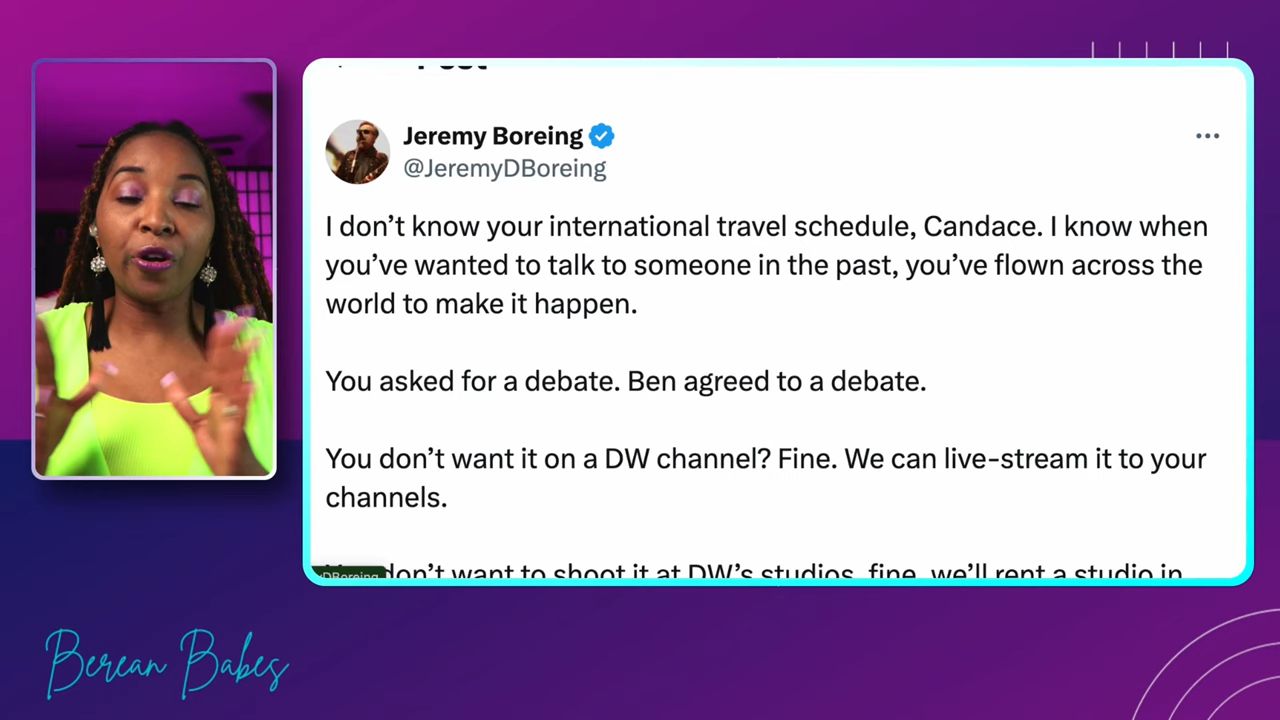 Post
Jeremy Boreing
@JeremyDBoreing
I don’t know your international travel schedule, Candace. I know when
you’ve wanted to talk to someone in the past, you’ve flown across the
world to make it happen.
You asked for a debate. Ben agreed to a debate.
You don’t want it on a DW channel? Fine. We can live-stream it to your
channels.
don’t want to shoot it at DW’s studios, fine, we’ll rent a studio in
DBoreing
Berean Babes